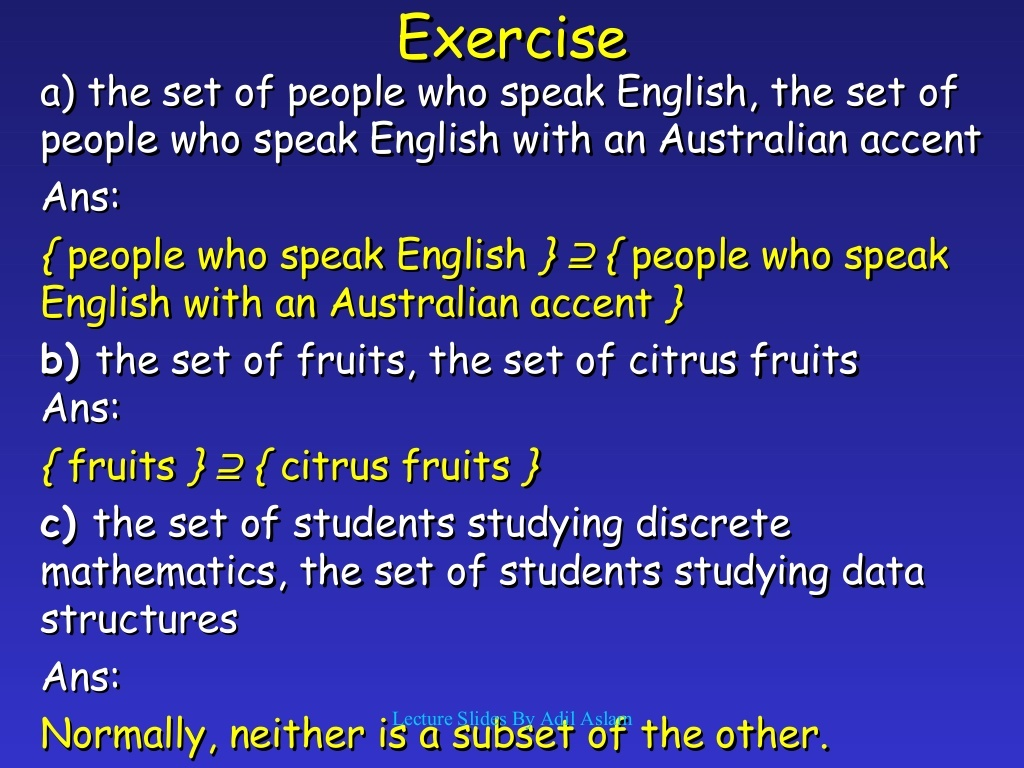 Exercise
a) the set of people who speak English, the set of
people who speak English with an Australian accent
Ans:
{ people who speak English } ⊇ { people who speak
English with an Australian accent }
b) the set of fruits, the set of citrus fruits
Ans:
{ fruits } ⊇ { citrus fruits }
c) the set of students studying discrete
mathematics, the set of students studying data
structures
Ans:
Lecture Slides By Adil Aslam
Normally, neither is a subset of the other.